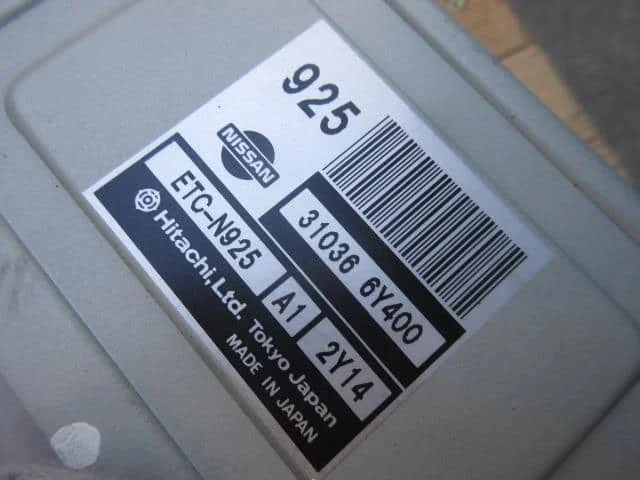 925
NISSAN
31036 6Y400
ETC-N925 A1 2Y14
Hitachi, Ltd. Tokyo Japan
MADE IN JAPAN